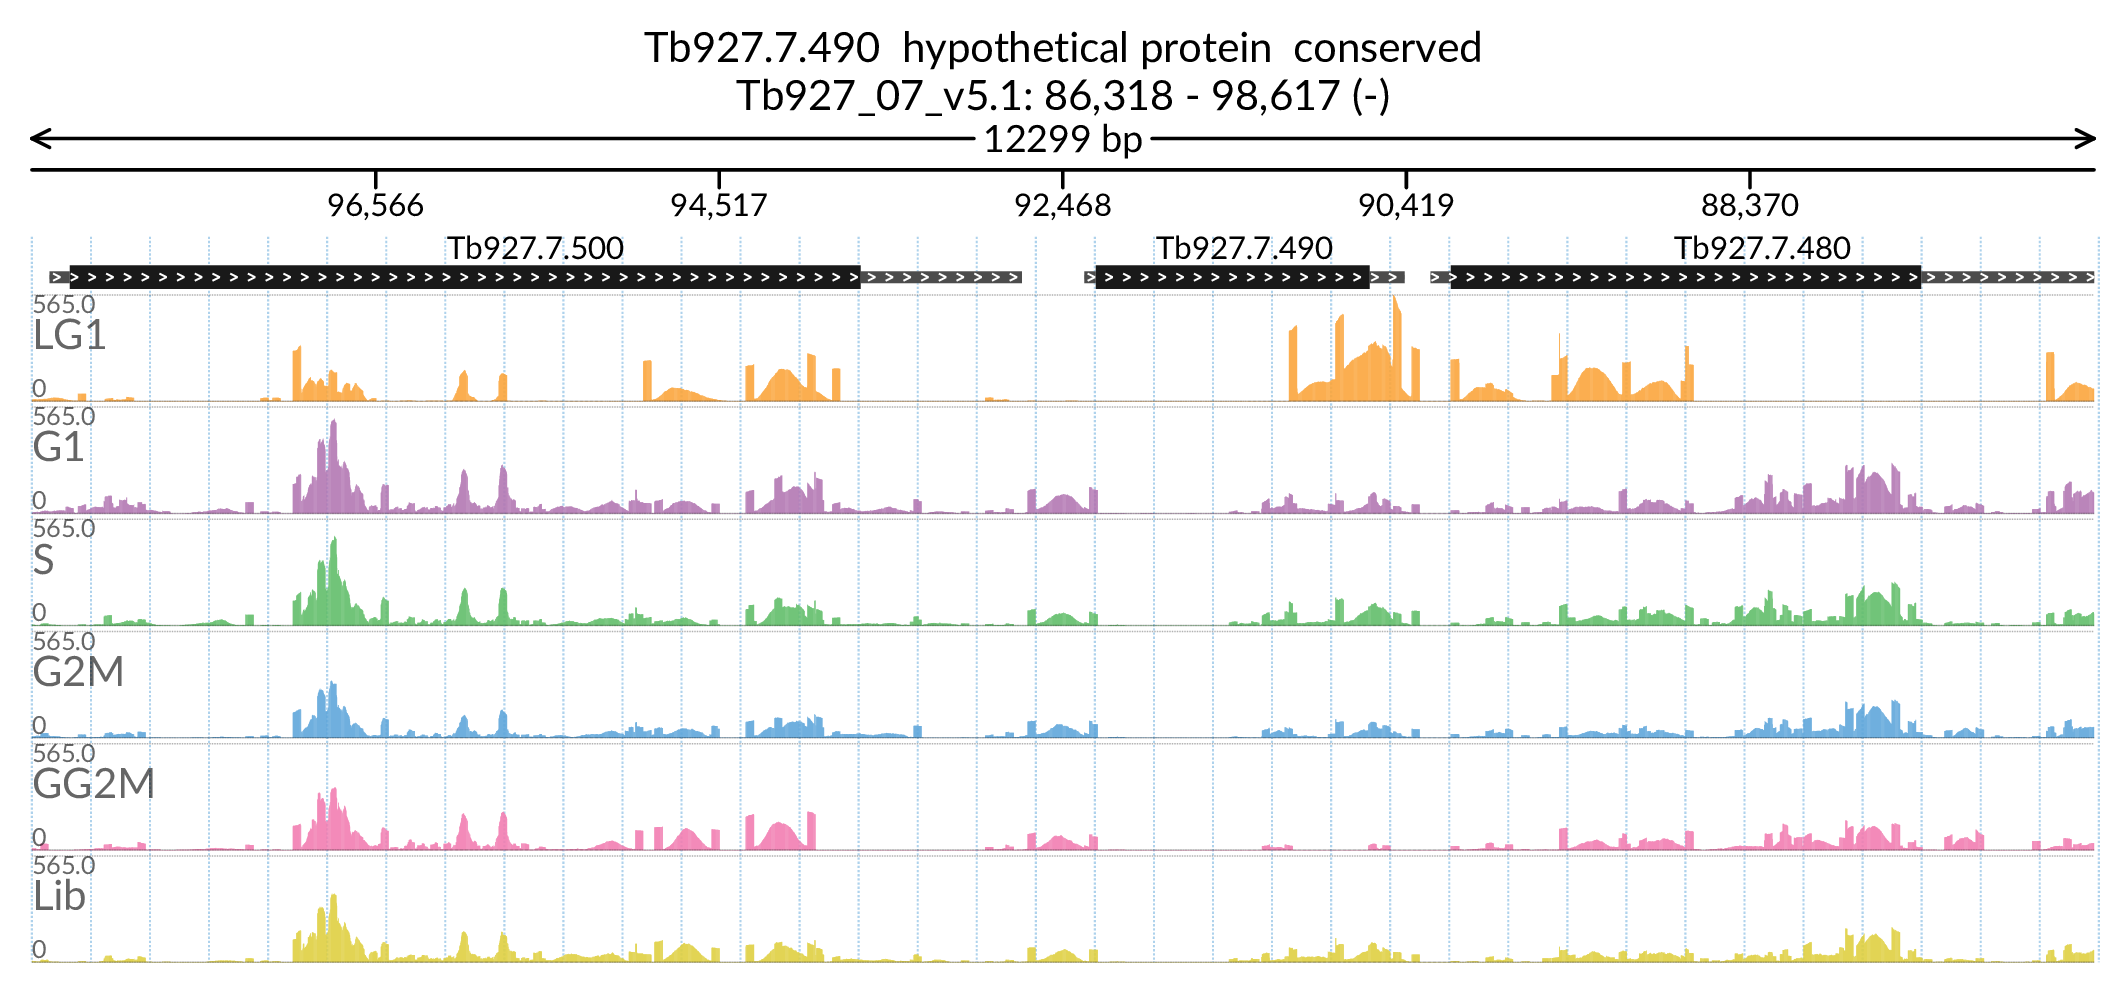 Tb927.7.490  hypothetical protein  conserved
Tb927_07_v5.1: 86,318 - 98,617 (-)
12299 bp
96,566 94,517 92,468 90,419 88,370
Tb927.7.500 Tb927.7.490 Tb927.7.480
565.0
LG1
0
565.0
G1
0
565.0
S
0
565.0
G2M
0
565.0
GG2M
0
565.0
Lib
0